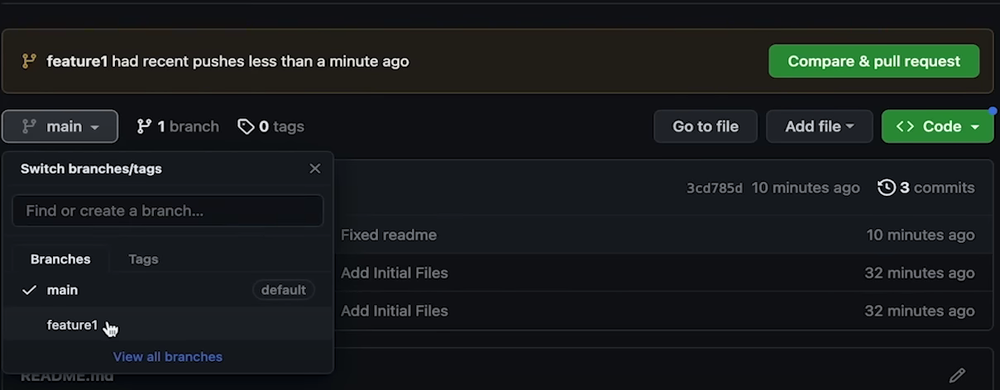 feature1 had recent pushes less than a minute ago
Compare & pull request
main
1 branch
0 tags
Go to file
Add file
<> Code
Switch branches/tags
Find or create a branch...
Branches
Tags
main
default
feature1
View all branches
3cd785d 10 minutes ago
3 commits
Fixed readme
10 minutes ago
Add Initial Files
32 minutes ago
Add Initial Files
32 minutes ago
README.md